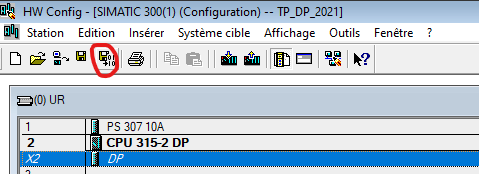 HW Config - [SIMATIC 300(1) (Configuration) -- TP_DP_2021]
Station Edition Insérer Système cible Affichage Outils Fenêtre ?
(0) UR
1 PS 307 10A
2 CPU 315-2 DP
X2 DP